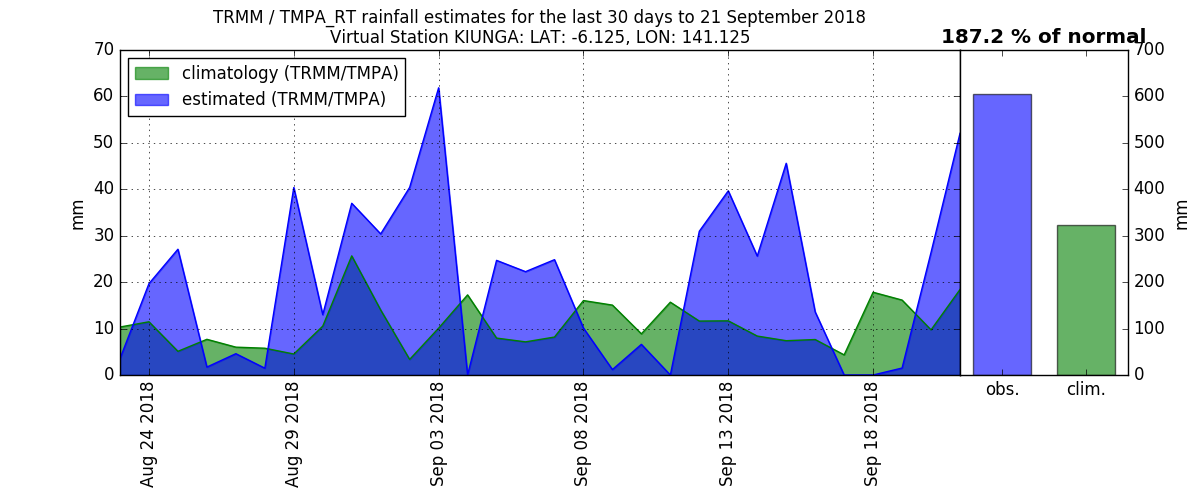 TRMM / TMPA_RT rainfall estimates for the last 30 days to 21 September 2018
Virtual Station KIUNGA: LAT: -6.125, LON: 141.125
187.2 % of normal
climatology (TRMM/TMPA)
estimated (TRMM/TMPA)
mm
70
60
50
40
30
20
10
0
Aug 24 2018
Aug 29 2018
Sep 03 2018
Sep 08 2018
Sep 13 2018
Sep 18 2018
obs.
clim.
700
600
500
400
300
200
100
0
mm